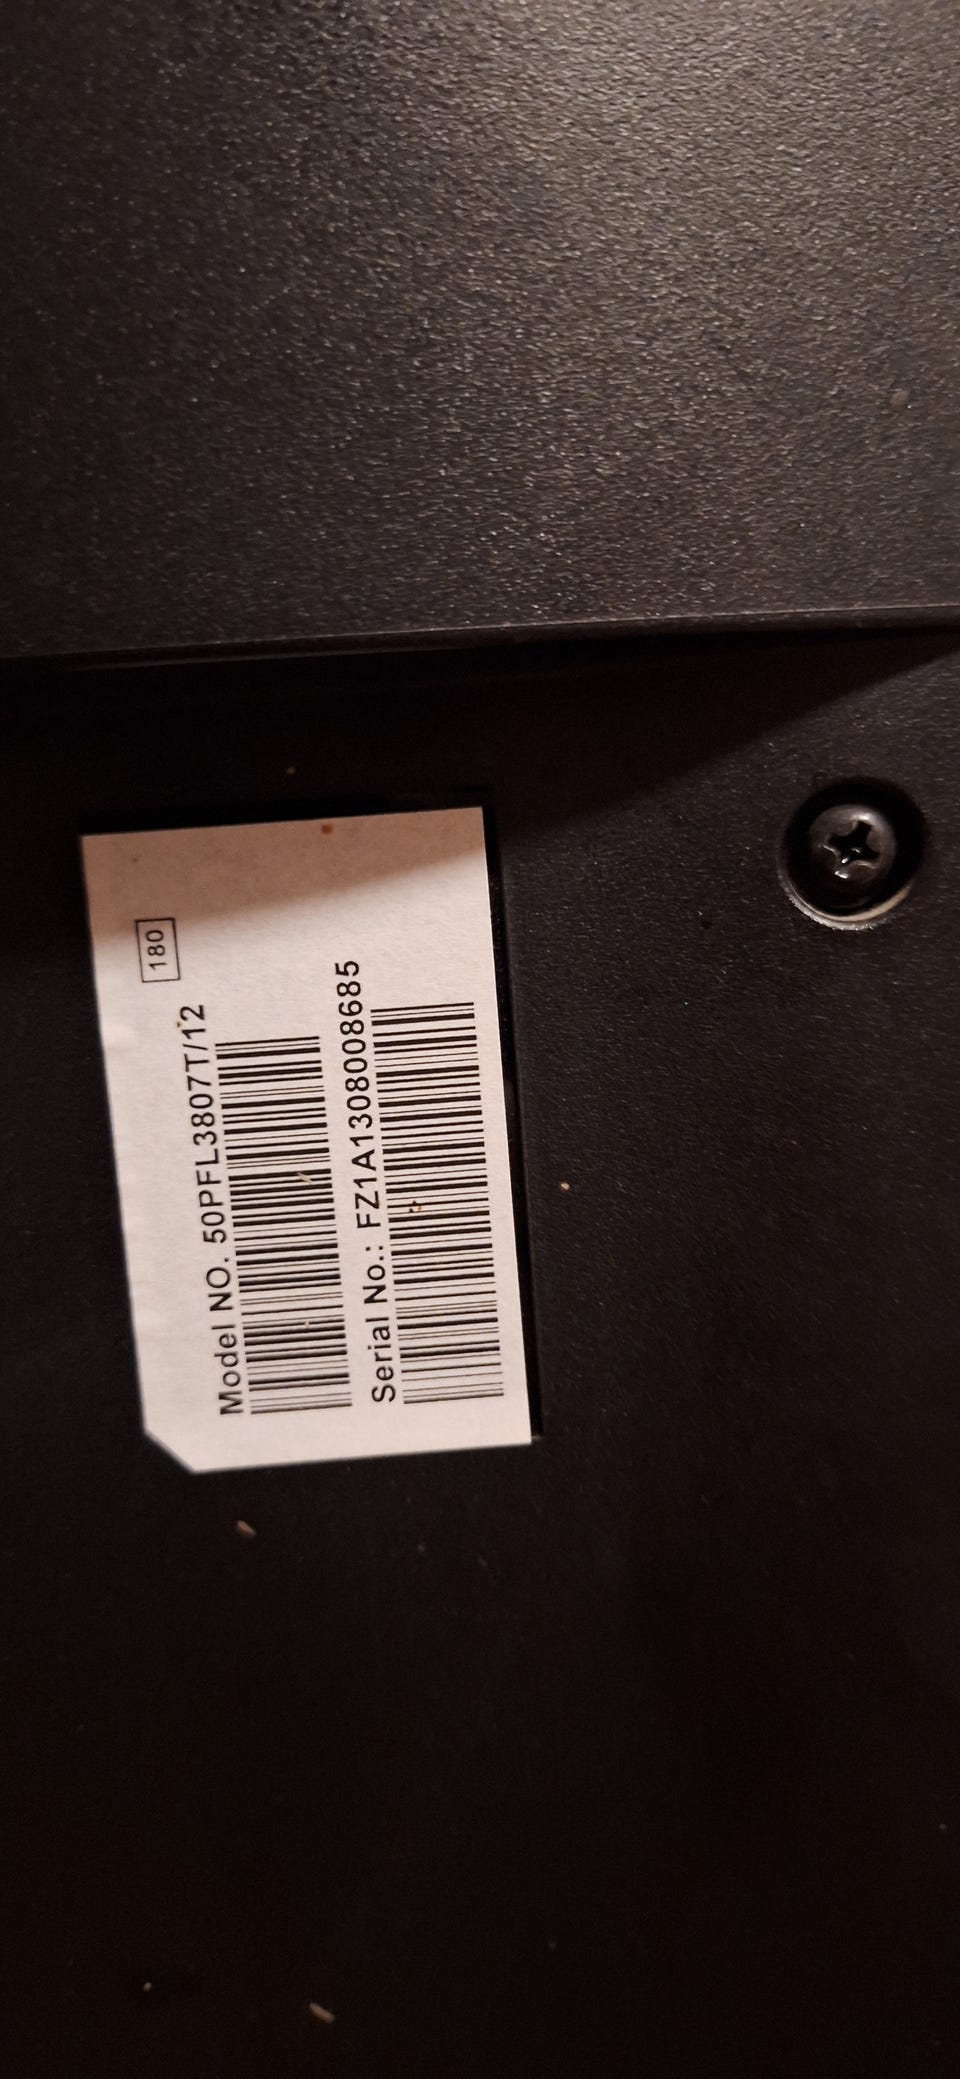 180
Model NO. 50PFL3807T/12
Serial No.: FZ1A1308008685